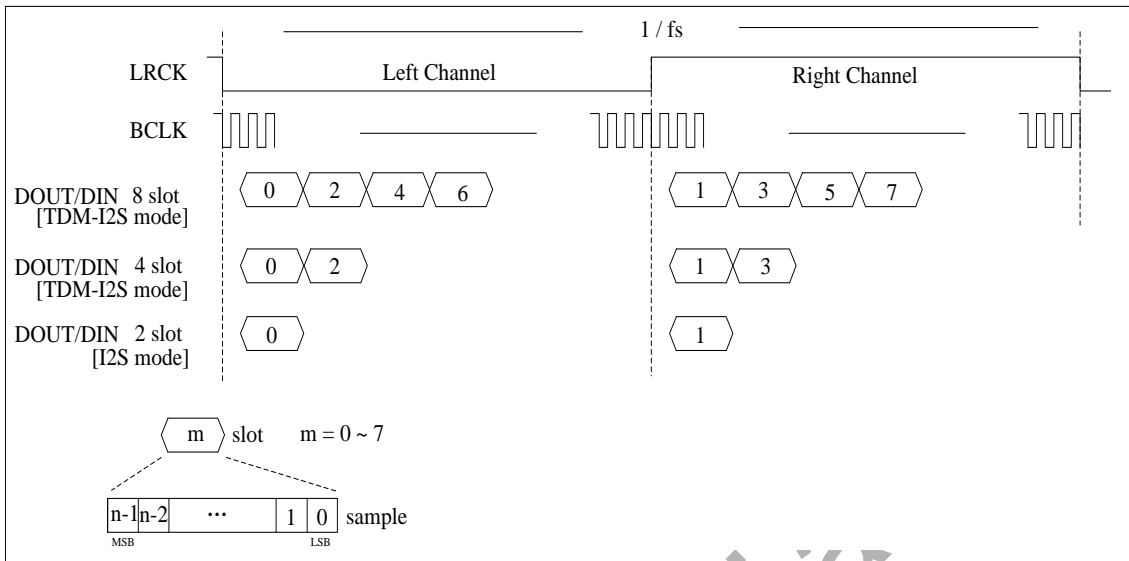 1 / fs
LRCK
Left Channel
Right Channel
BCLK
DOUT/DIN 8 slot
[TDM-I2S mode]
0 2 4 6
1 3 5 7
DOUT/DIN 4 slot
[TDM-I2S mode]
0 2
1 3
DOUT/DIN 2 slot
[I2S mode]
0
1
m slot m = 0 ~ 7
n-1 n-2 ... 1 0 sample
MSB LSB